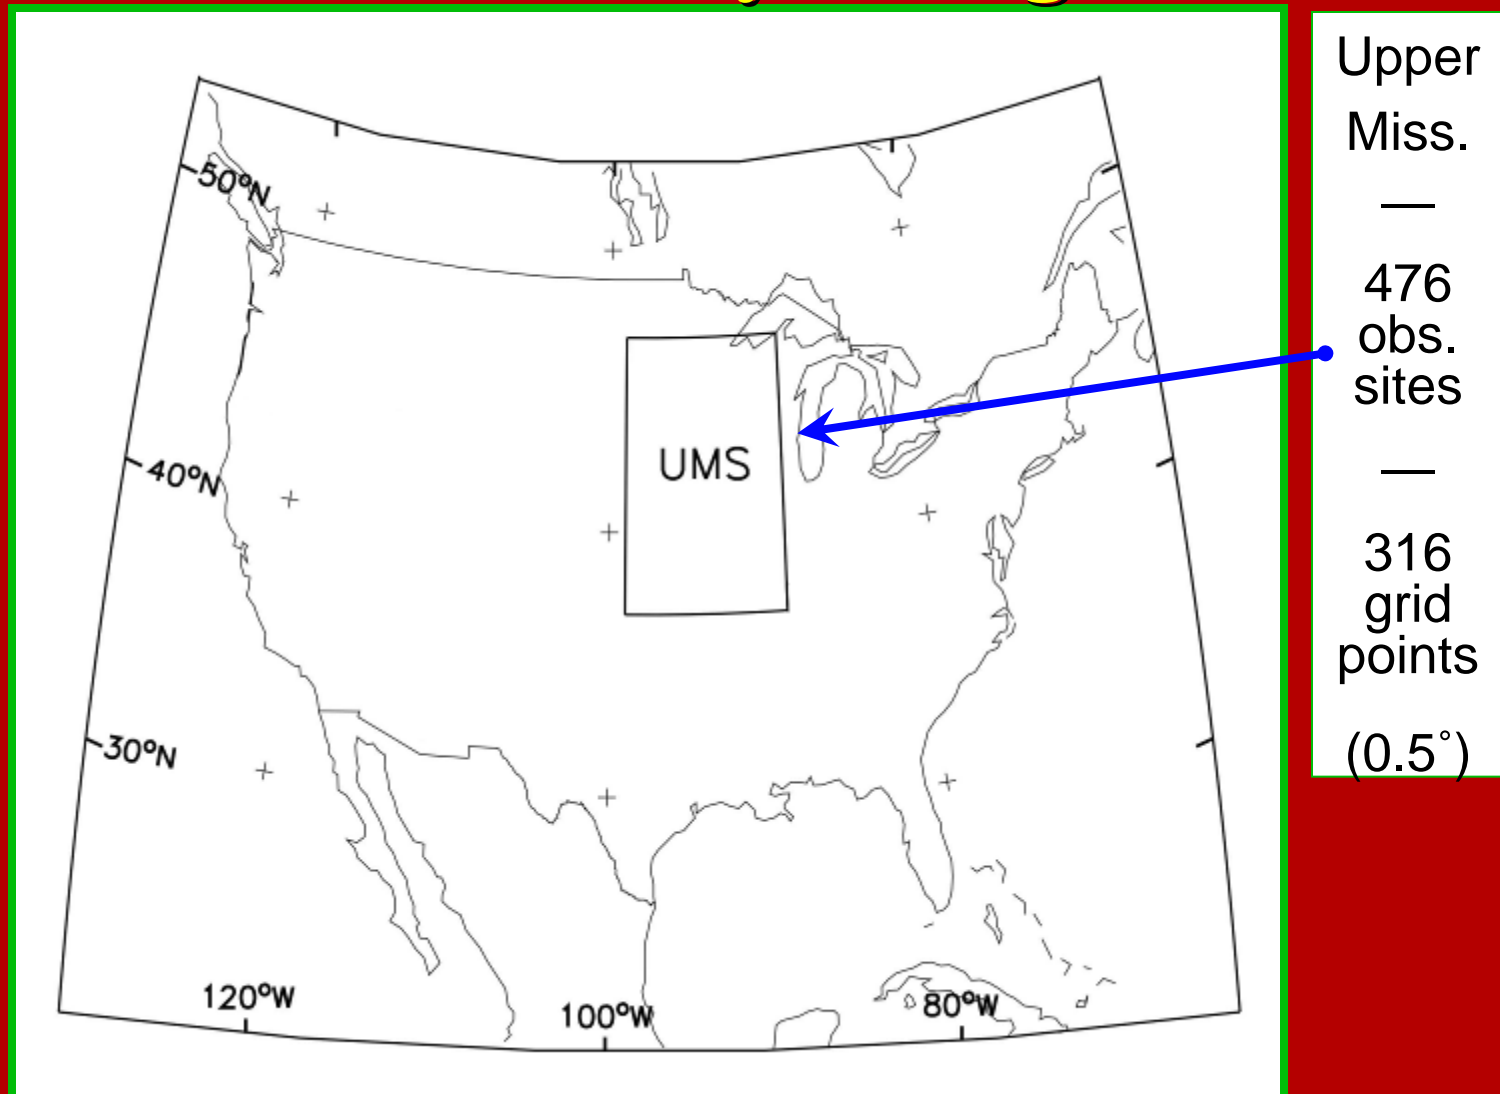 50°N
40°N
30°N
120°W
100°W
80°W
UMS
Upper
Miss.
—
476
obs.
sites
—
316
grid
points
(0.5°)